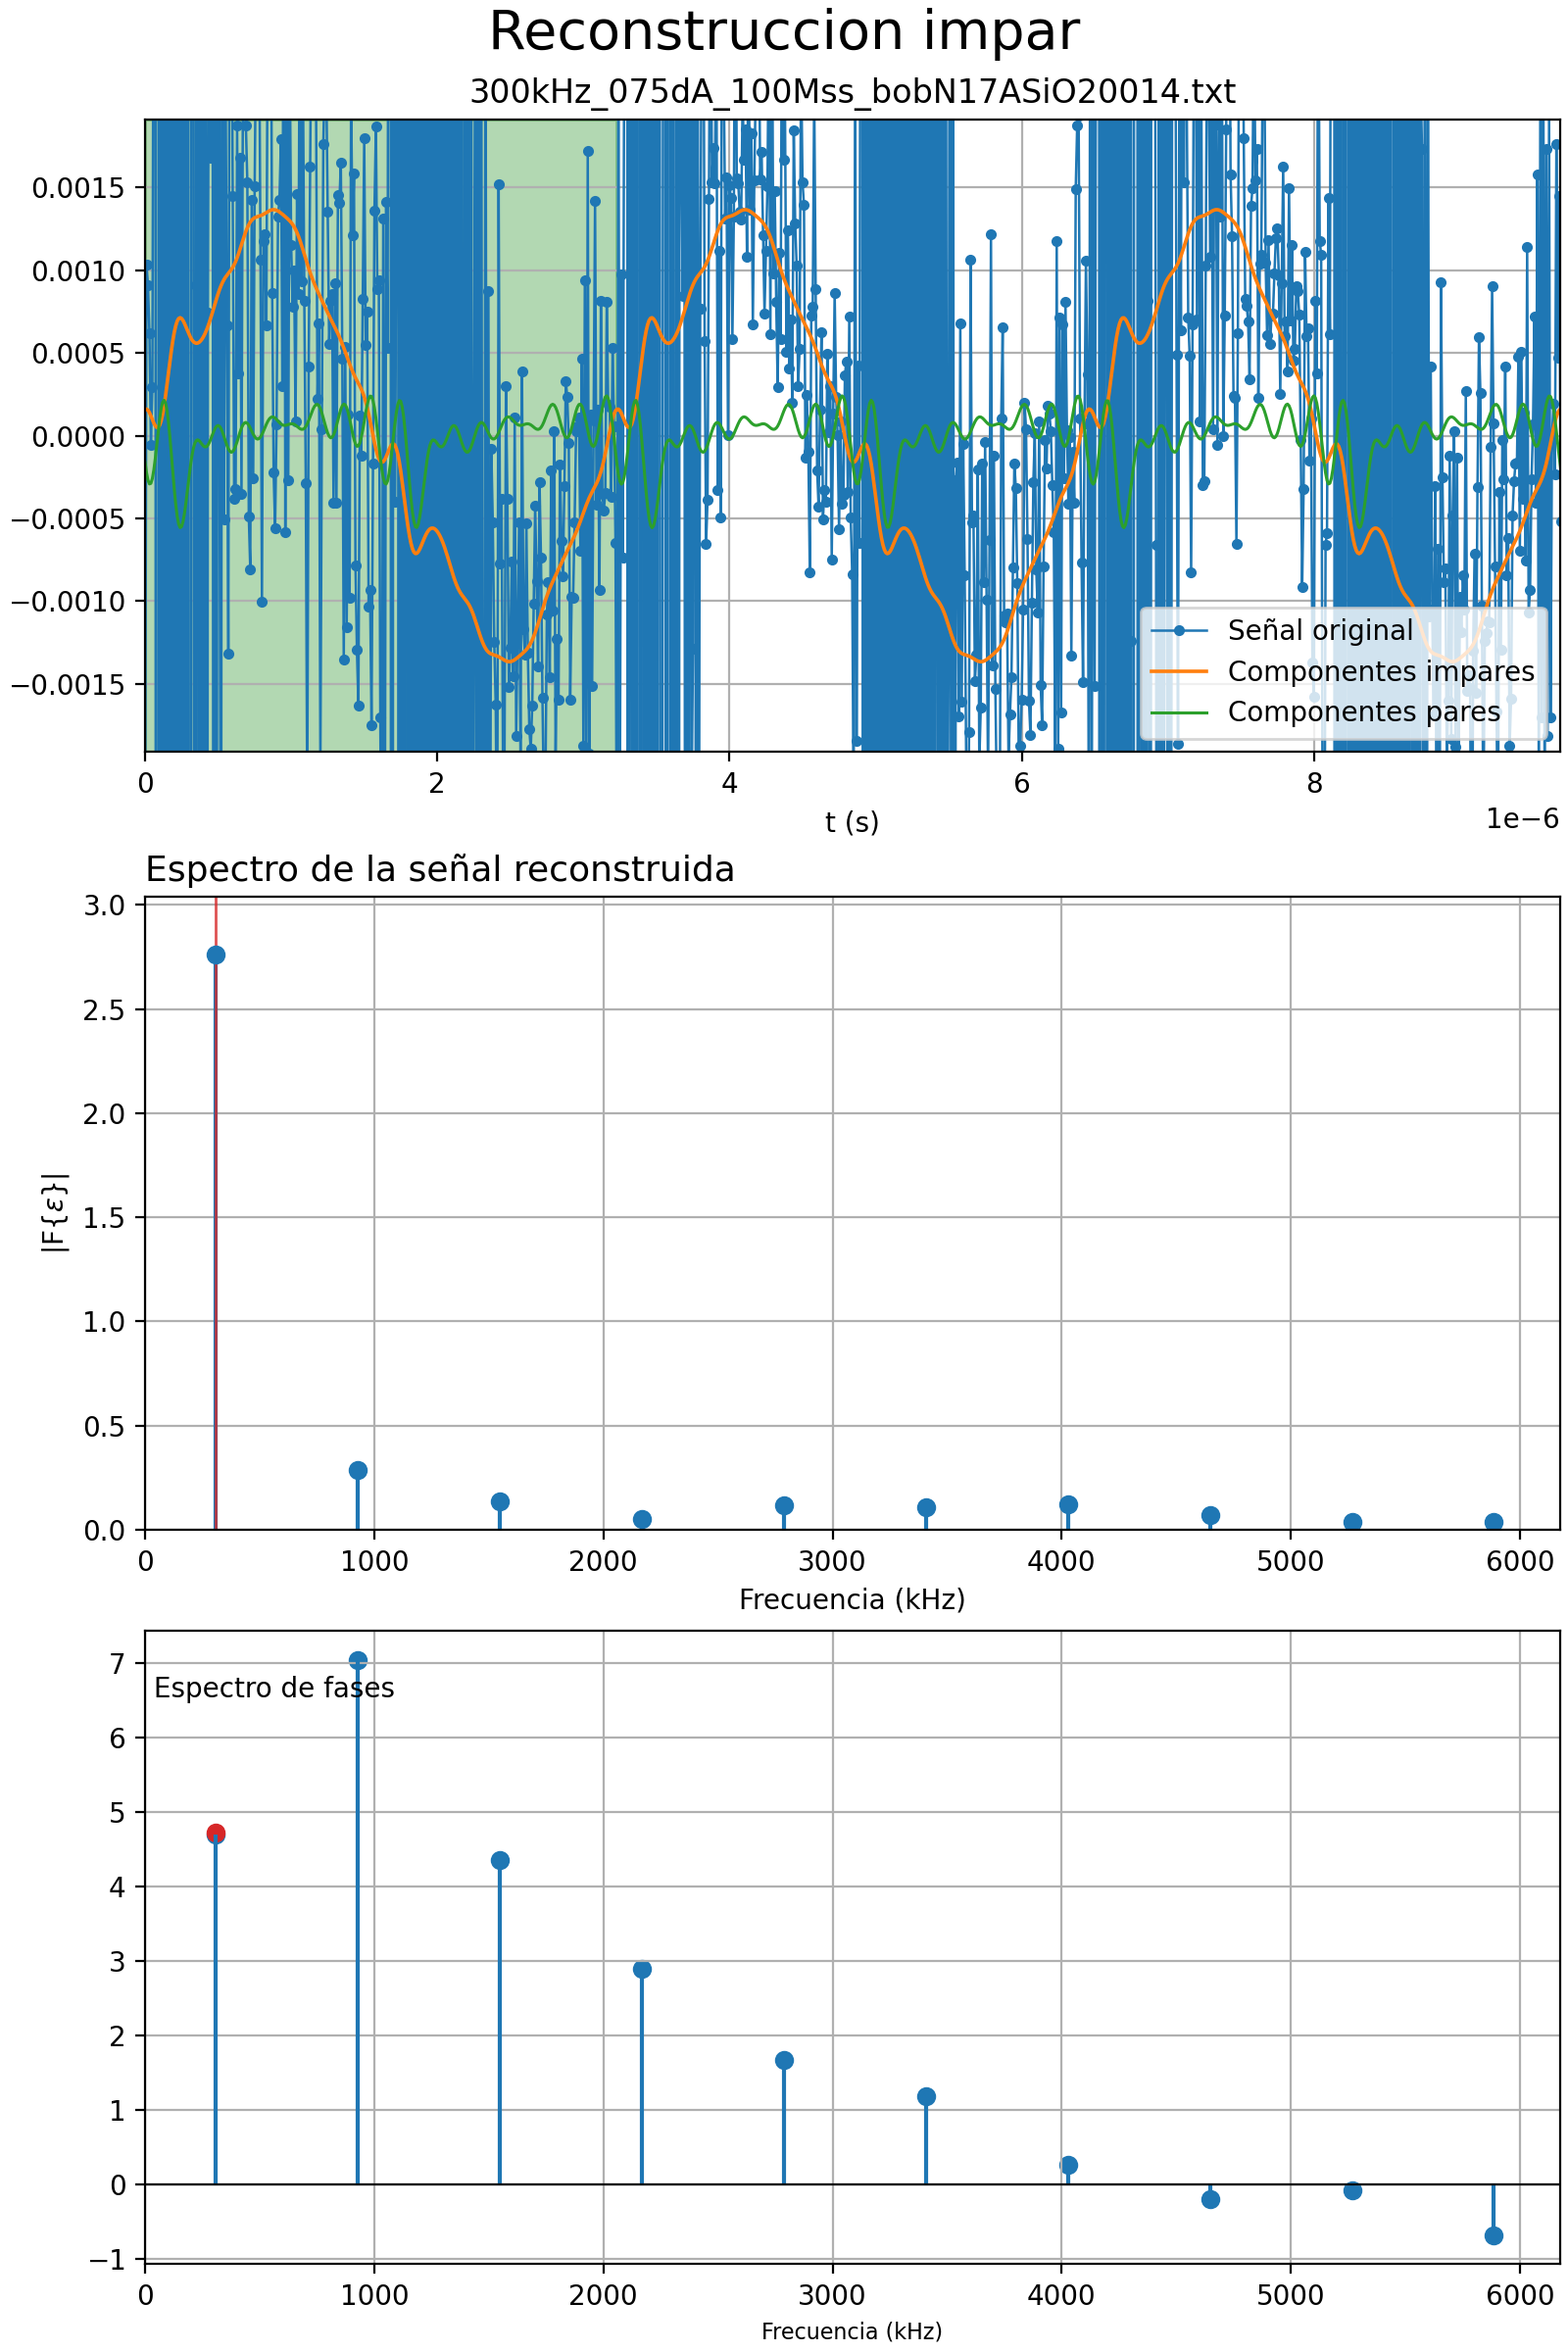 Reconstruccion impar
300kHz_075dA_100Mss_bobN17ASiO20014.txt
0.0015
0.0010
0.0005
0.0000
−0.0005
−0.0010
−0.0015
Señal original
Componentes impares
Componentes pares
0 2 4 6 8
t (s)
1e−6
Espectro de la señal reconstruida
3.0
2.5
2.0
1.5
1.0
0.5
0.0
|F{ε}|
0 1000 2000 3000 4000 5000 6000
Frecuencia (kHz)
Espectro de fases
7
6
5
4
3
2
1
0
−1
0 1000 2000 3000 4000 5000 6000
Frecuencia (kHz)